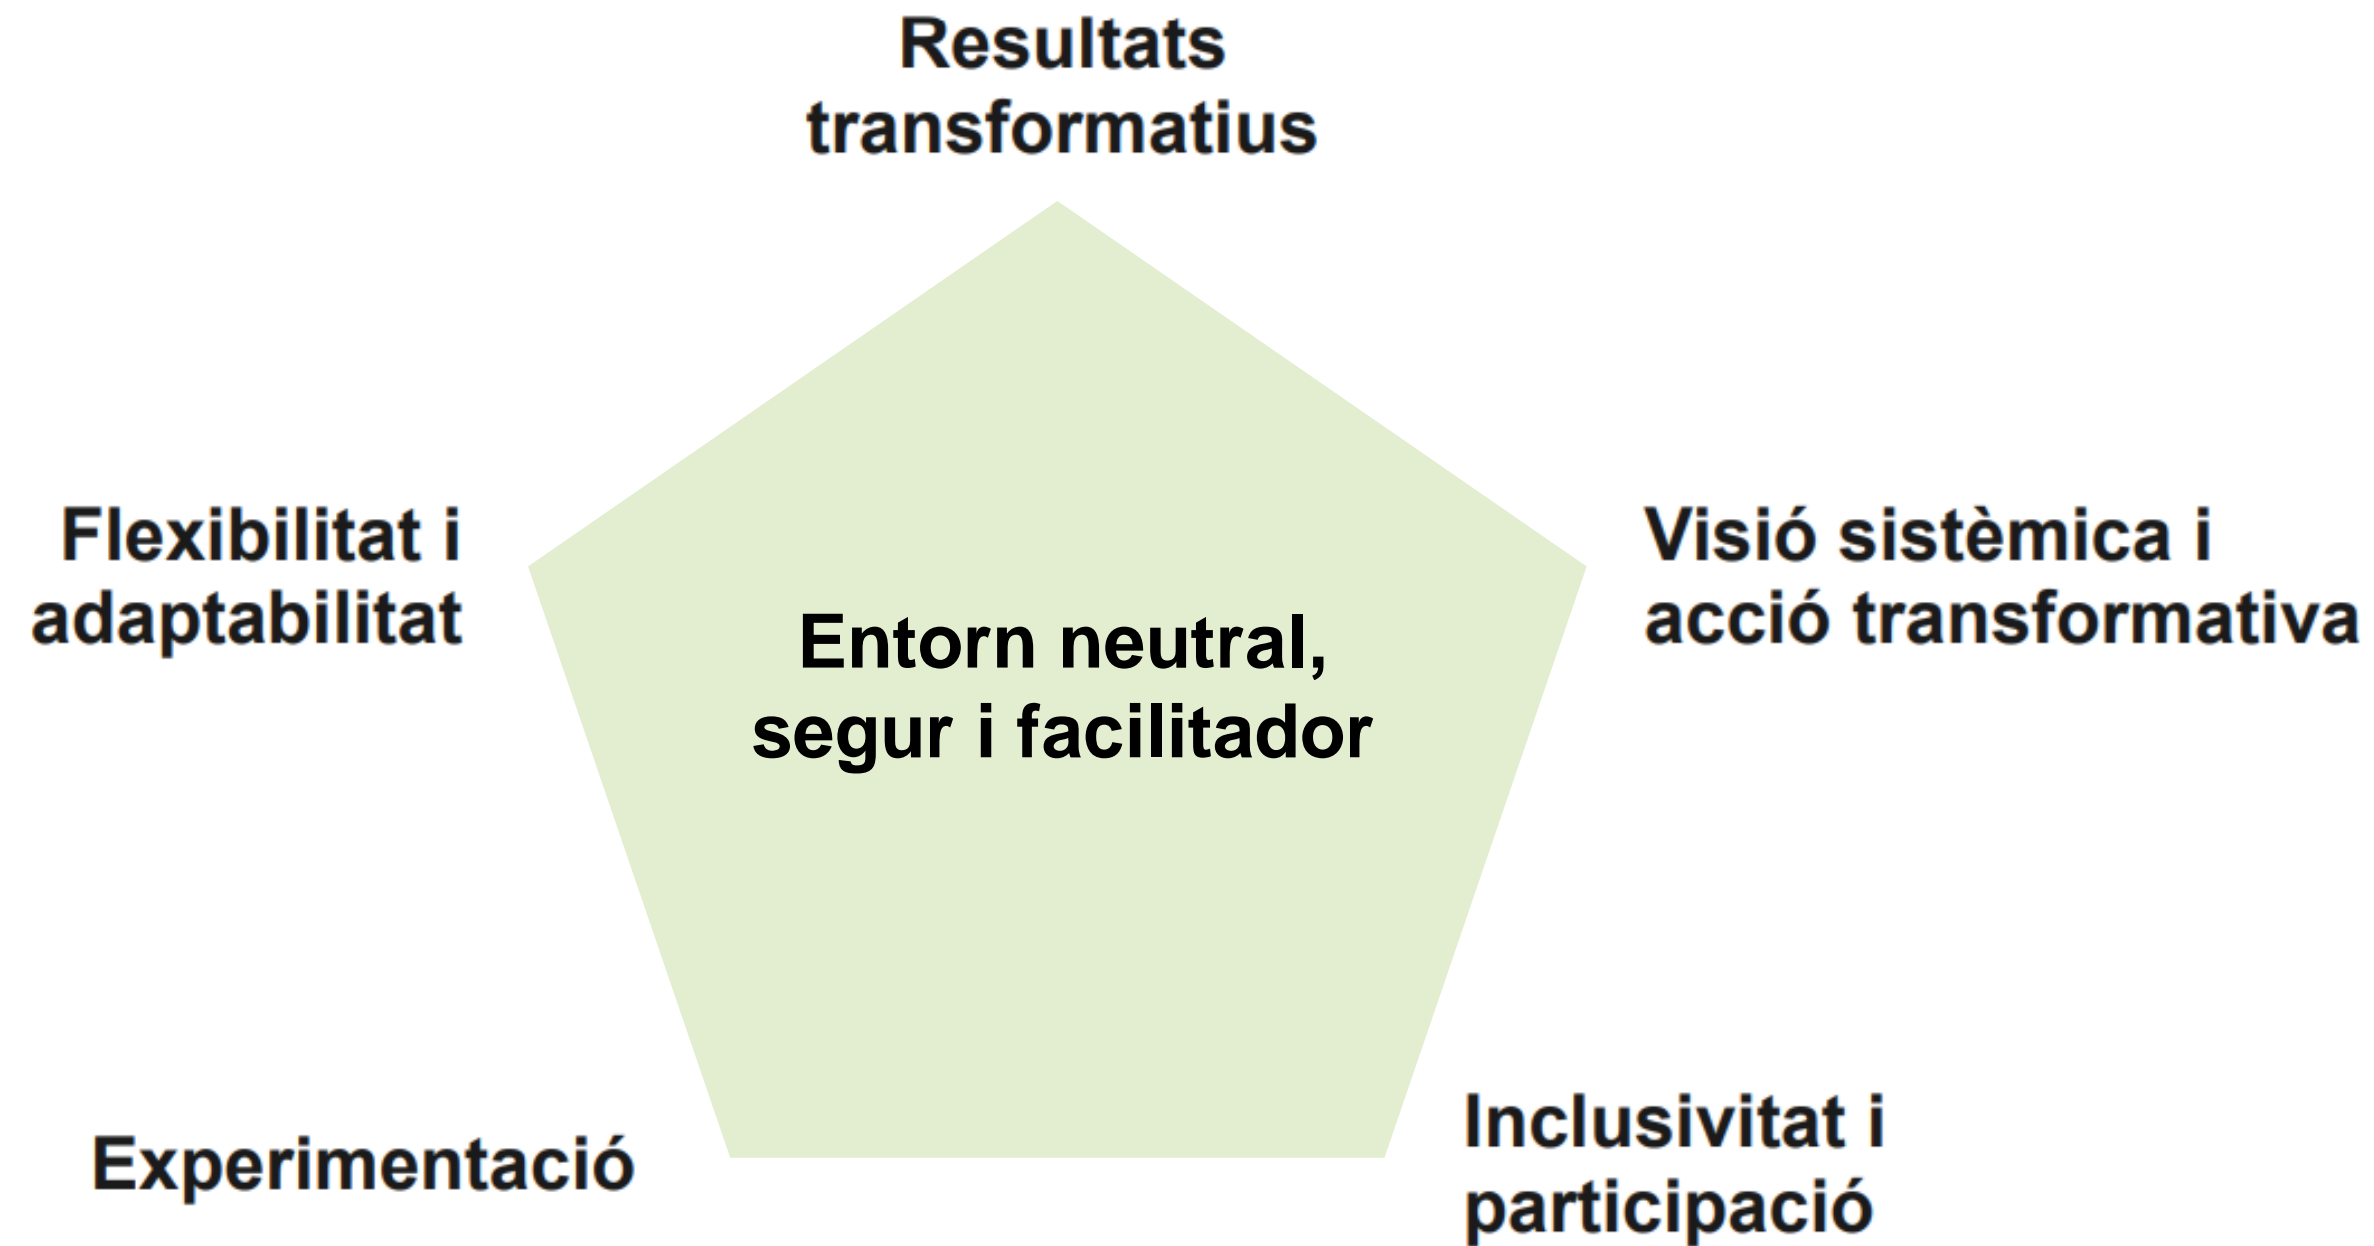 Resultats
transformatius
Flexibilitat i
adaptabilitat
Visió sistèmica i
acció transformativa
Entorn neutral,
segur i facilitador
Experimentació
Inclusivitat i
participació